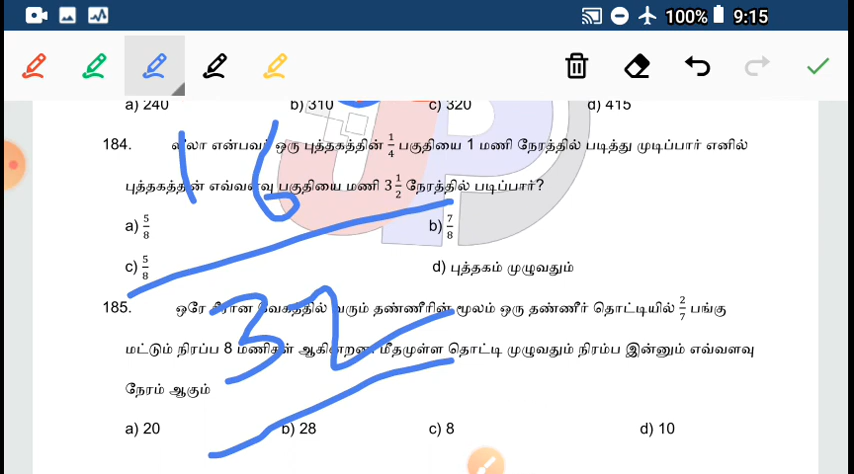 100% 9:15
a) 240 b) 310 c) 320 d) 415
184. லீலா என்பவர் ஒரு புத்தகத்தின் 1/4 பகுதியை 1 மணி நேரத்தில் படித்து முடிப்பார் எனில்
புத்தகத்தின் எவ்வளவு பகுதியை மணி 3 1/2 நேரத்தில் படிப்பார்?
a) 5/8 b) 7/8
c) 5/8 d) புத்தகம் முழுவதும்
16
185. ஒரே சீரான வேகத்தில் வரும் தண்ணீரின் மூலம் ஒரு தண்ணீர் தொட்டியில் 2/7 பங்கு
மட்டும் நிரப்ப 8 மணிகள் ஆகின்றன மீதமுள்ள தொட்டி முழுவதும் நிரம்ப இன்னும் எவ்வளவு
நேரம் ஆகும்
32
a) 20 b) 28 c) 8 d) 10